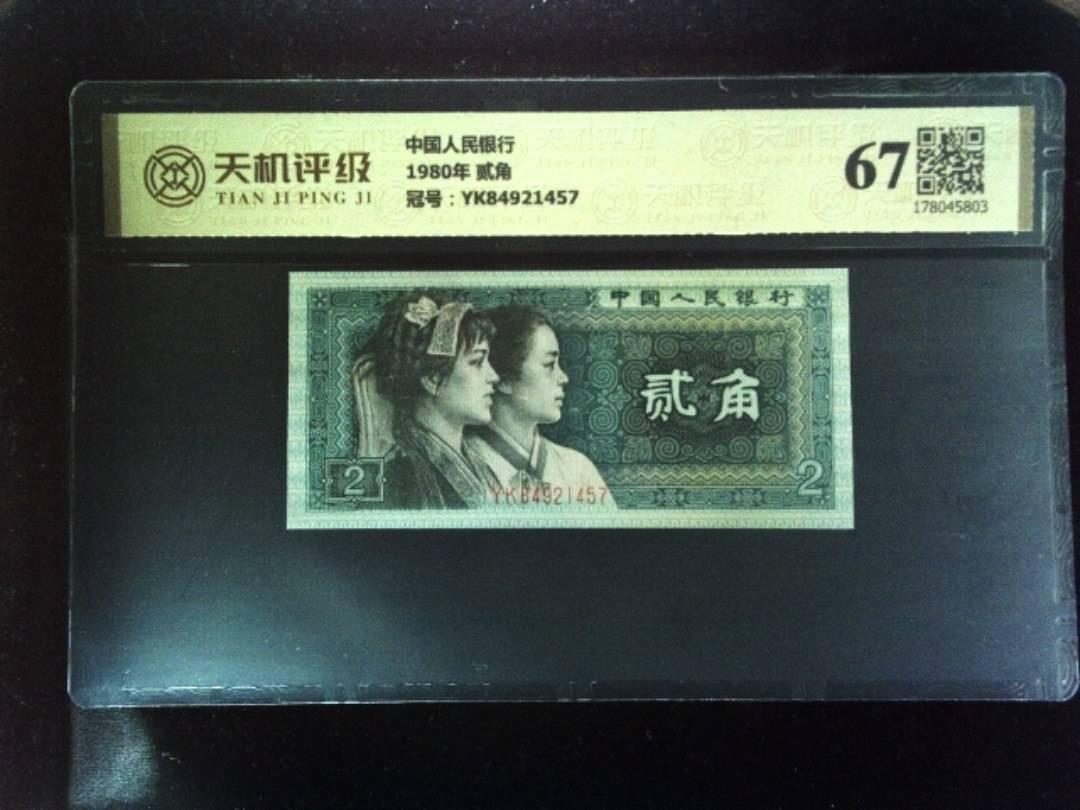 天机评级
TIAN JI PING JI
中国人民银行
1980年 贰角
冠号：YK84921457
67
178045803
中国人民银行
贰角
2
2
YK84921457